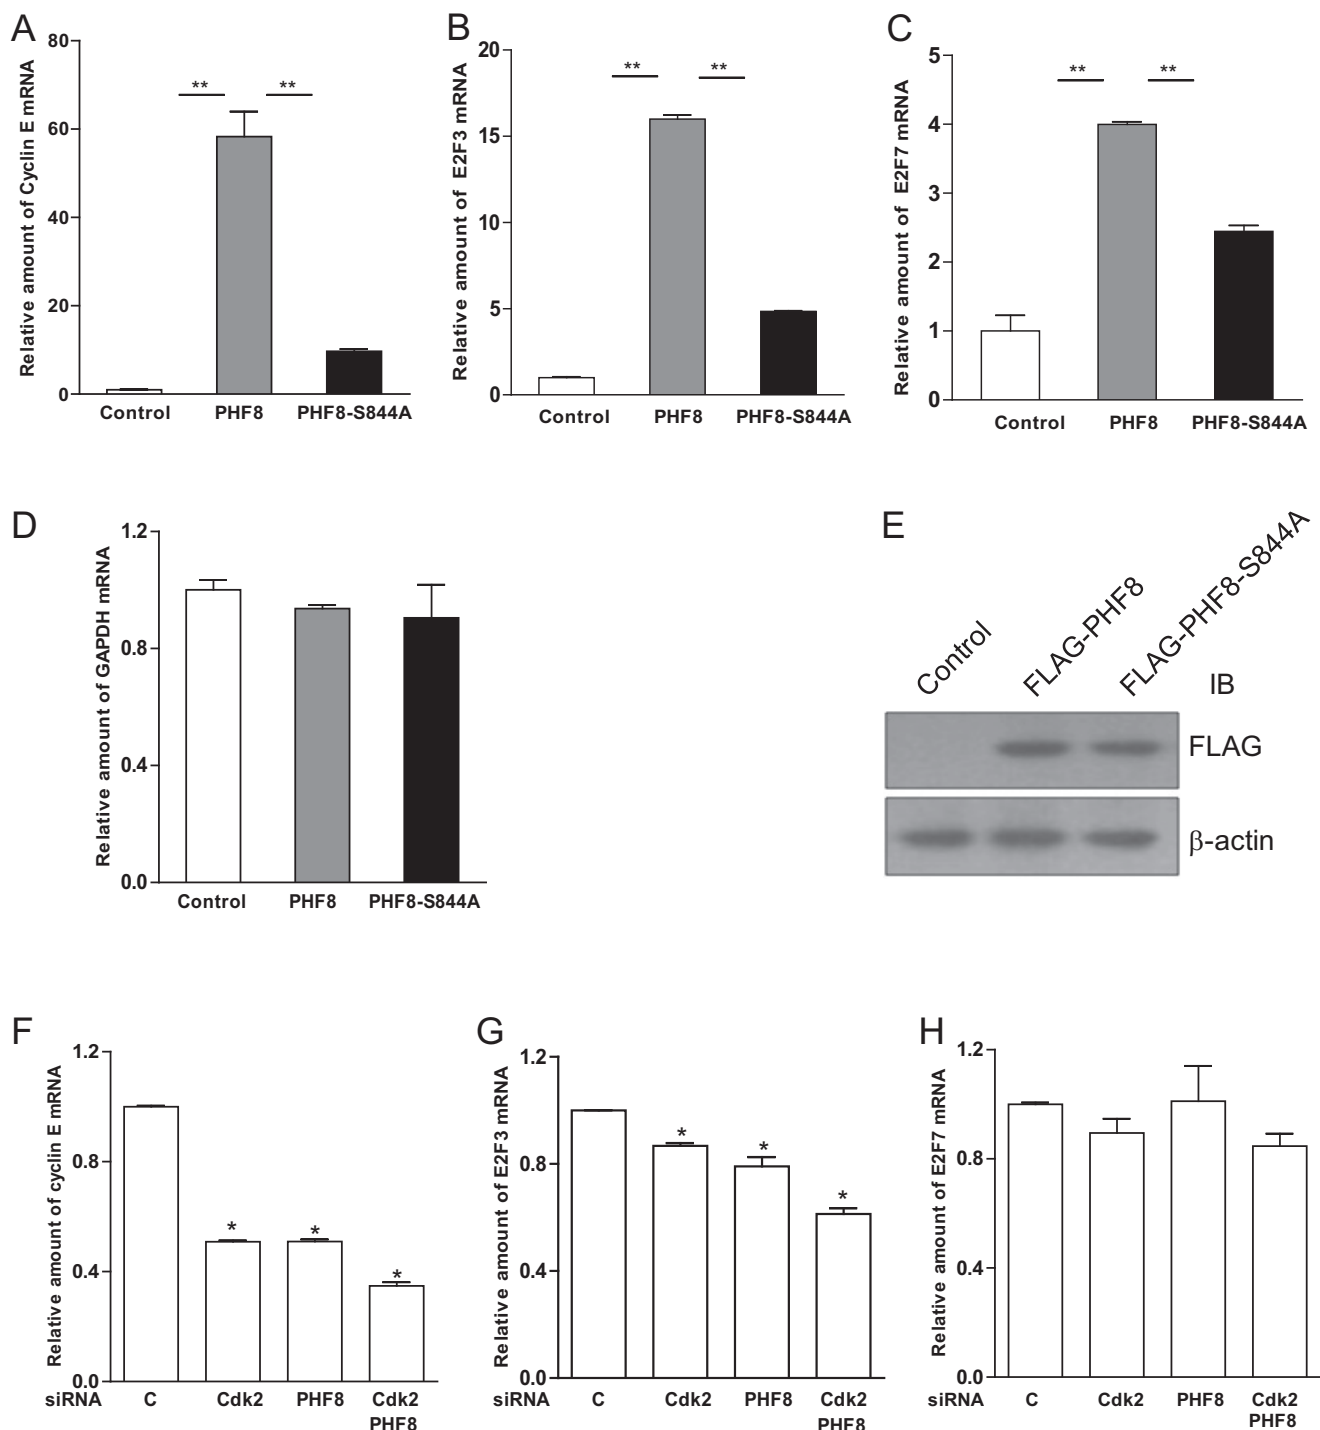 A
Relative amount of Cyclin E mRNA
80
60
40
20
0
**
**
Control PHF8 PHF8-S844A
B
Relative amount of E2F3 mRNA
20
15
10
5
0
**
**
Control PHF8 PHF8-S844A
C
Relative amount of E2F7 mRNA
5
4
3
2
1
0
**
**
Control PHF8 PHF8-S844A
D
Relative amount of GAPDH mRNA
1.2
0.8
0.4
0.0
Control PHF8 PHF8-S844A
E
Control
FLAG-PHF8
FLAG-PHF8-S844A
IB
FLAG
β-actin
F
Relative amount of cyclin E mRNA
1.2
0.8
0.4
0.0
*
*
*
siRNA C Cdk2 PHF8 Cdk2
PHF8
G
Relative amount of E2F3 mRNA
1.2
0.8
0.4
0.0
*
*
*
siRNA C Cdk2 PHF8 Cdk2
PHF8
H
Relative amount of E2F7 mRNA
1.2
0.8
0.4
0.0
siRNA C Cdk2 PHF8 Cdk2
PHF8